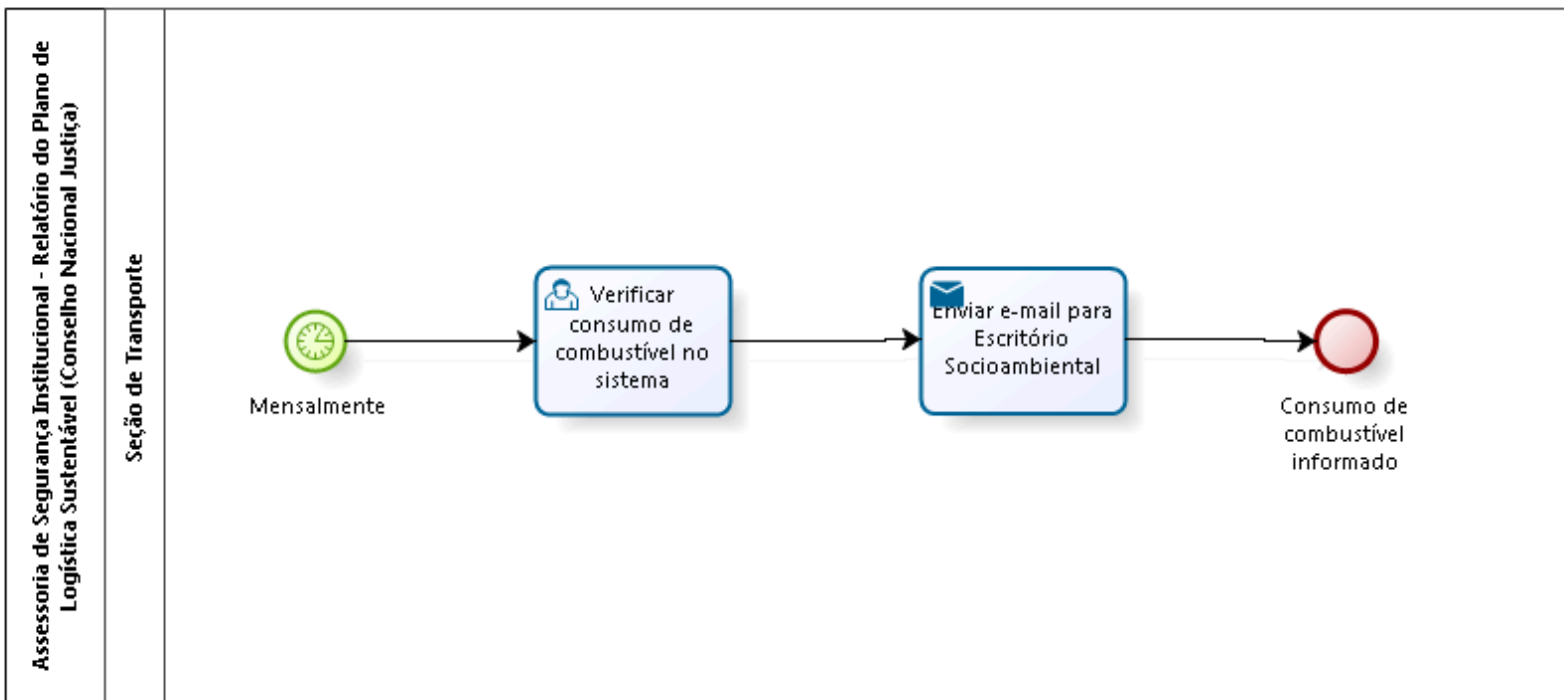 Assessoria de Segurança Institucional - Relatório do Plano de
Logística Sustentável (Conselho Nacional Justiça)
Seção de Transporte
Mensalmente
Verificar
consumo de
combustível no
sistema
Enviar e-mail para
Escritório
Socioambiental
Consumo de
combustível
informado